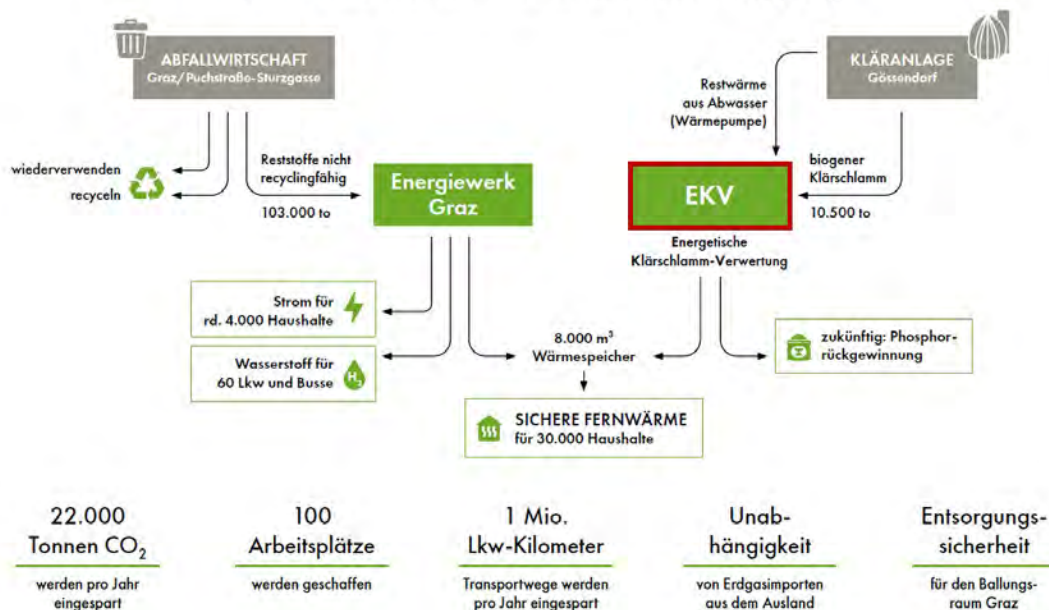 ABFALLWIRTSCHAFT
Graz/Puchstraße-Sturzgasse
KLÄRANLAGE
Gössendorf
Restwärme
aus Abwasser
(Wärmepumpe)
wiederverwenden
recyceln
Reststoffe nicht
recyclingfähig
103.000 to
Energiewerk
Graz
EKV
biogener
Klärschlamm
10.500 to
Energetische
Klärschlamm-Verwertung
Strom für
rd. 4.000 Haushalte
Wasserstoff für
60 Lkw und Busse
H2
8.000 m³
Wärmespeicher
zukünftig: Phosphor-
rückgewinnung
SICHERE FERNWÄRME
für 30.000 Haushalte
22.000
Tonnen CO₂
werden pro Jahr
eingespart
100
Arbeitsplätze
werden geschaffen
1 Mio.
Lkw-Kilometer
Transportwege werden
pro Jahr eingespart
Unab-
hängigkeit
von Erdgasimporten
aus dem Ausland
Entsorgungs-
sicherheit
für den Ballungs-
raum Graz